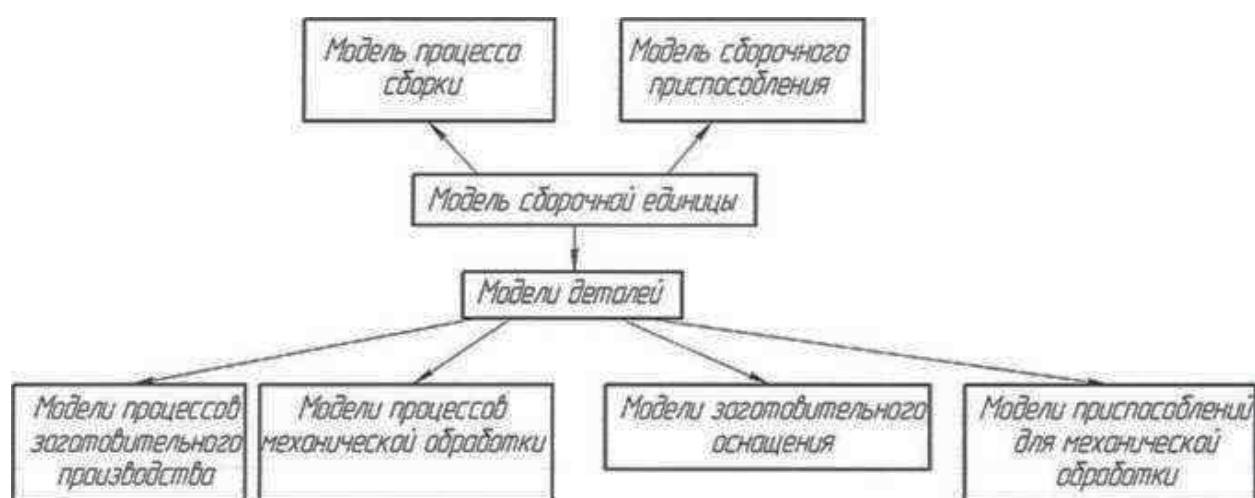 Модель процесса
сборки
Модель сборочного
приспособления
Модель сборочной единицы
Модели деталей
Модели процессов
заготовительного
производства
Модели процессов
механической обработки
Модели заготовительного
оснащения
Модели приспособлений
для механической
обработки